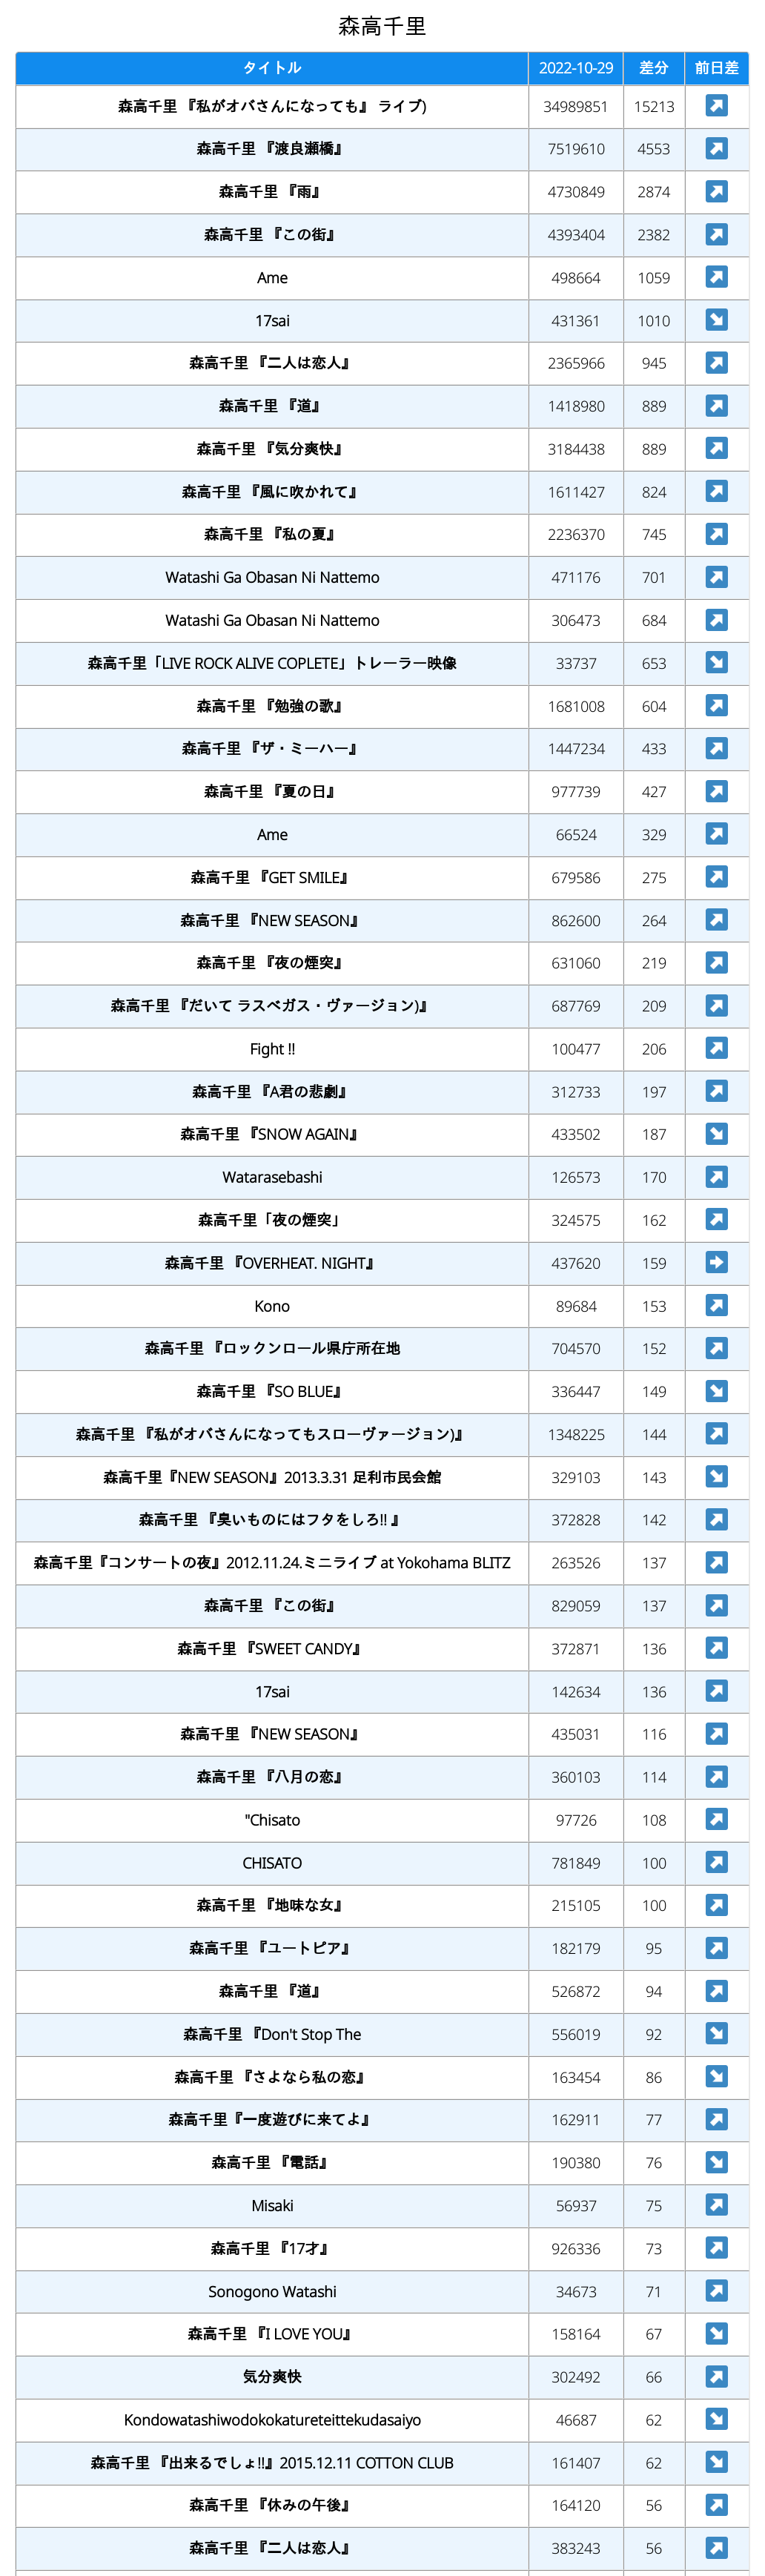 森高千里
タイトル 2022-10-29 差分 前日差
森高千里 『私がオバさんになっても』 ライブ) 34989851 15213
森高千里 『渡良瀬橋』 7519610 4553
森高千里 『雨』 4730849 2874
森高千里 『この街』 4393404 2382
Ame 498664 1059
17sai 431361 1010
森高千里 『二人は恋人』 2365966 945
森高千里 『道』 1418980 889
森高千里 『気分爽快』 3184438 889
森高千里 『風に吹かれて』 1611427 824
森高千里 『私の夏』 2236370 745
Watashi Ga Obasan Ni Nattemo 471176 701
Watashi Ga Obasan Ni Nattemo 306473 684
森高千里「LIVE ROCK ALIVE COPLETE」トレーラー映像 33737 653
森高千里 『勉強の歌』 1681008 604
森高千里 『ザ・ミーハー』 1447234 433
森高千里 『夏の日』 977739 427
Ame 66524 329
森高千里 『GET SMILE』 679586 275
森高千里 『NEW SEASON』 862600 264
森高千里 『夜の煙突』 631060 219
森高千里 『だいて ラスベガス・ヴァージョン)』 687769 209
Fight !! 100477 206
森高千里 『A君の悲劇』 312733 197
森高千里 『SNOW AGAIN』 433502 187
Watarasebashi 126573 170
森高千里「夜の煙突」 324575 162
森高千里 『OVERHEAT. NIGHT』 437620 159
Kono 89684 153
森高千里 『ロックンロール県庁所在地 704570 152
森高千里 『SO BLUE』 336447 149
森高千里 『私がオバさんになってもスローヴァージョン)』 1348225 144
森高千里『NEW SEASON』2013.3.31 足利市民会館 329103 143
森高千里 『臭いものにはフタをしろ!! 』 372828 142
森高千里『コンサートの夜』2012.11.24.ミニライブ at Yokohama BLITZ 263526 137
森高千里 『この街』 829059 137
森高千里 『SWEET CANDY』 372871 136
17sai 142634 136
森高千里 『NEW SEASON』 435031 116
森高千里 『八月の恋』 360103 114
"Chisato 97726 108
CHISATO 781849 100
森高千里 『地味な女』 215105 100
森高千里 『ユートピア』 182179 95
森高千里 『道』 526872 94
森高千里 『Don't Stop The 556019 92
森高千里 『さよなら私の恋』 163454 86
森高千里『一度遊びに来てよ』 162911 77
森高千里 『電話』 190380 76
Misaki 56937 75
森高千里 『17才』 926336 73
Sonogono Watashi 34673 71
森高千里 『I LOVE YOU』 158164 67
気分爽快 302492 66
Kondowatashiwodokokatureteittekudasaiyo 46687 62
森高千里 『出来るでしょ!!』2015.12.11 COTTON CLUB 161407 62
森高千里 『休みの午後』 164120 56
森高千里 『二人は恋人』 383243 56